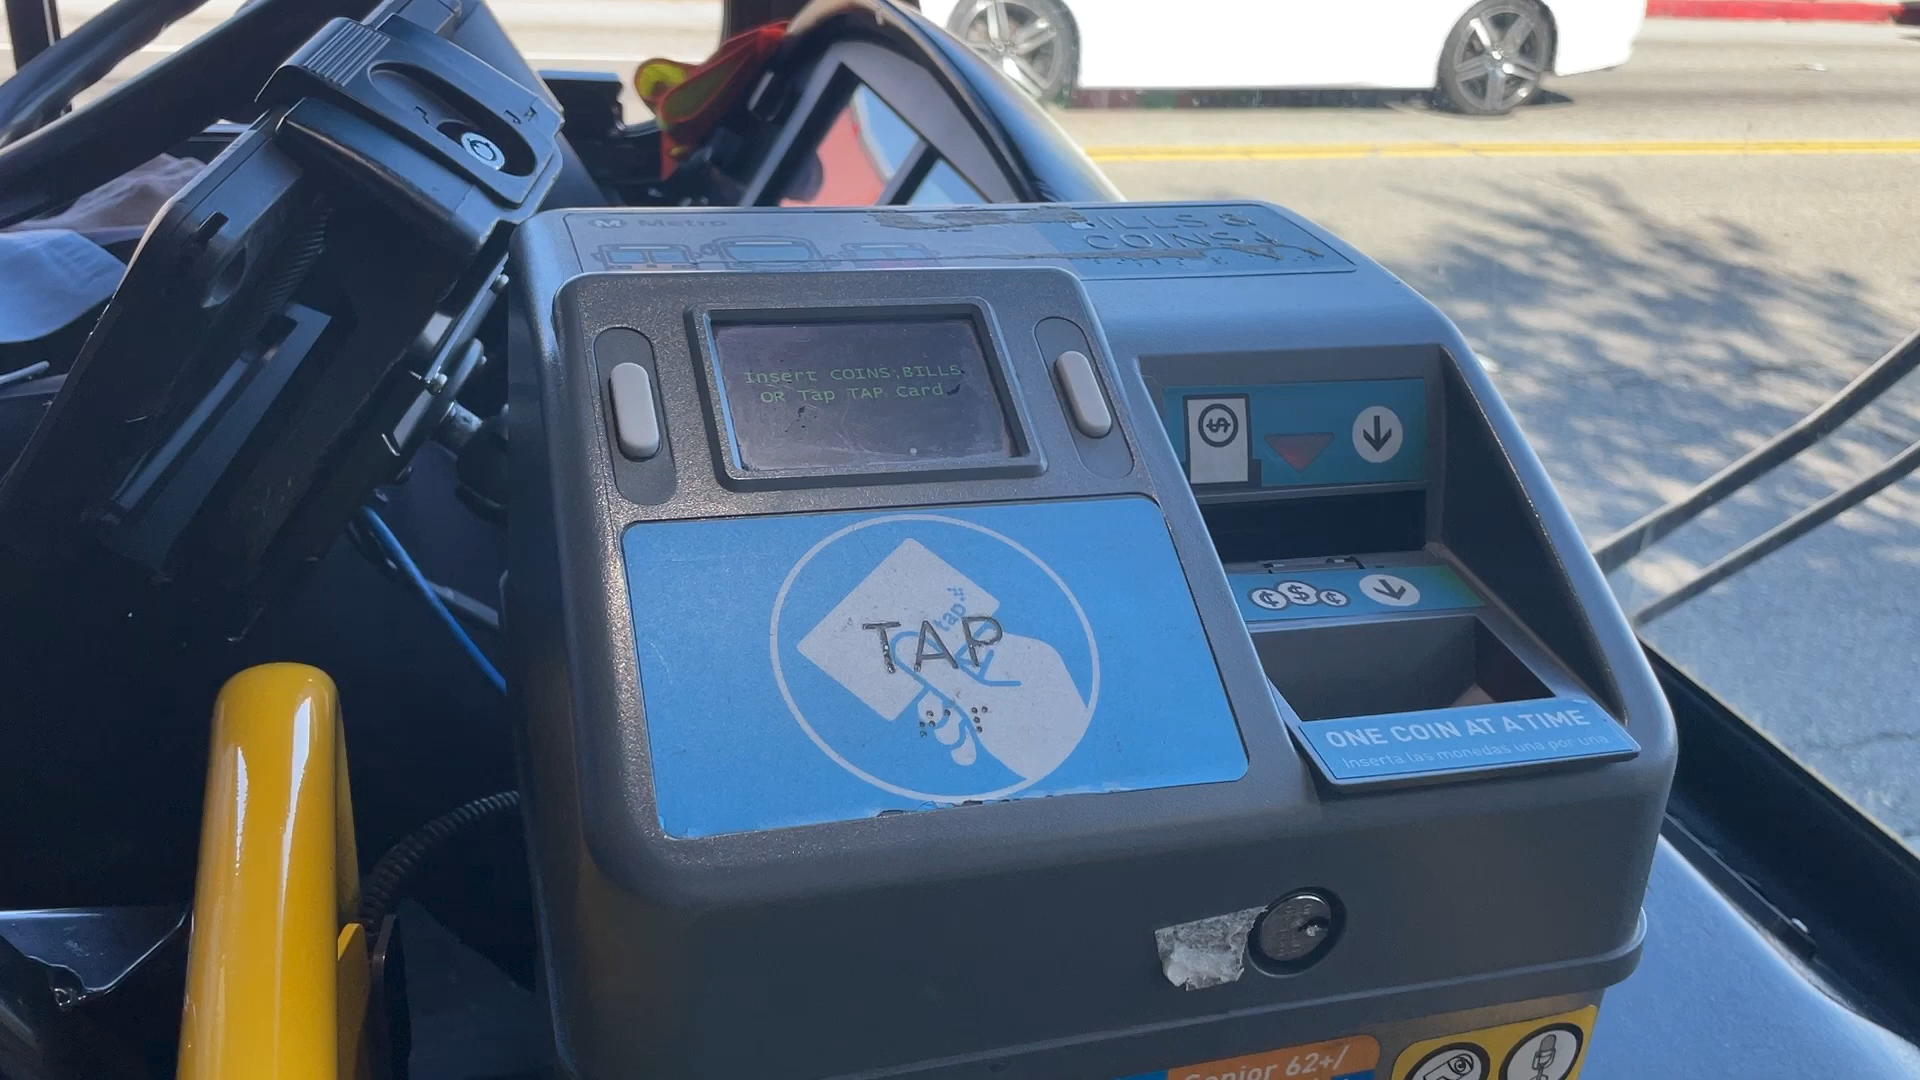 Metro
BILLS &
COINS
Insert COINS,BILLS
OR Tap TAP Card
tap
TAP
ONE COIN AT A TIME
Inserta las monedas una por una
Senior 62+/